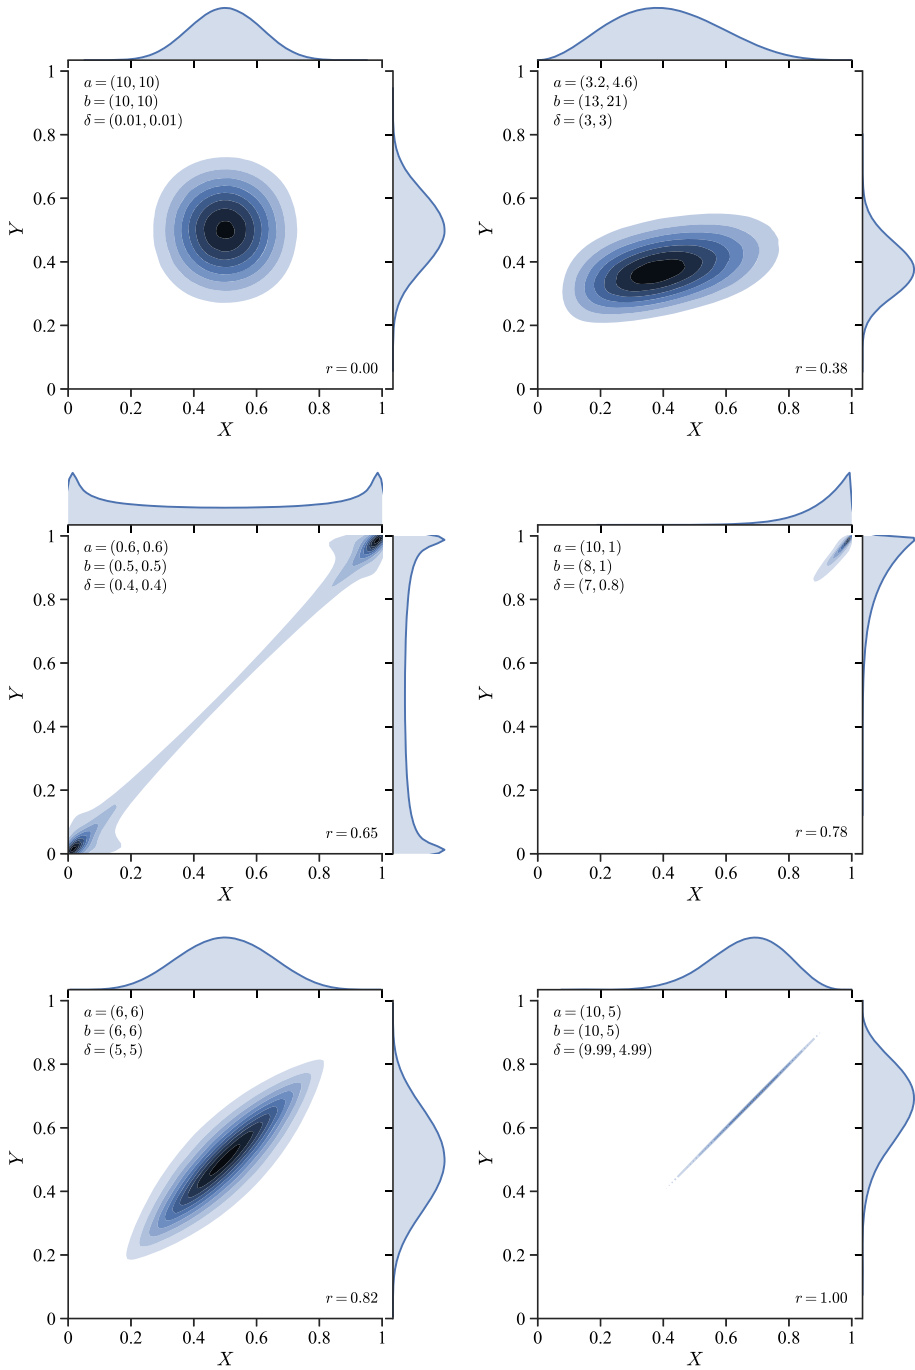 a = (10, 10)
b = (10, 10)
δ = (0.01, 0.01)
1
0.8
0.6
0.4
0.2
0
Y
r = 0.00
0 0.2 0.4 0.6 0.8 1
X
a = (3.2, 4.6)
b = (13, 21)
δ = (3, 3)
1
0.8
0.6
0.4
0.2
0
Y
r = 0.38
0 0.2 0.4 0.6 0.8 1
X
a = (0.6, 0.6)
b = (0.5, 0.5)
δ = (0.4, 0.4)
1
0.8
0.6
0.4
0.2
0
Y
r = 0.65
0 0.2 0.4 0.6 0.8 1
X
a = (10, 1)
b = (8, 1)
δ = (7, 0.8)
1
0.8
0.6
0.4
0.2
0
Y
r = 0.78
0 0.2 0.4 0.6 0.8 1
X
a = (6, 6)
b = (6, 6)
δ = (5, 5)
1
0.8
0.6
0.4
0.2
0
Y
r = 0.82
0 0.2 0.4 0.6 0.8 1
X
a = (10, 5)
b = (10, 5)
δ = (9.99, 4.99)
1
0.8
0.6
0.4
0.2
0
Y
r = 1.00
0 0.2 0.4 0.6 0.8 1
X